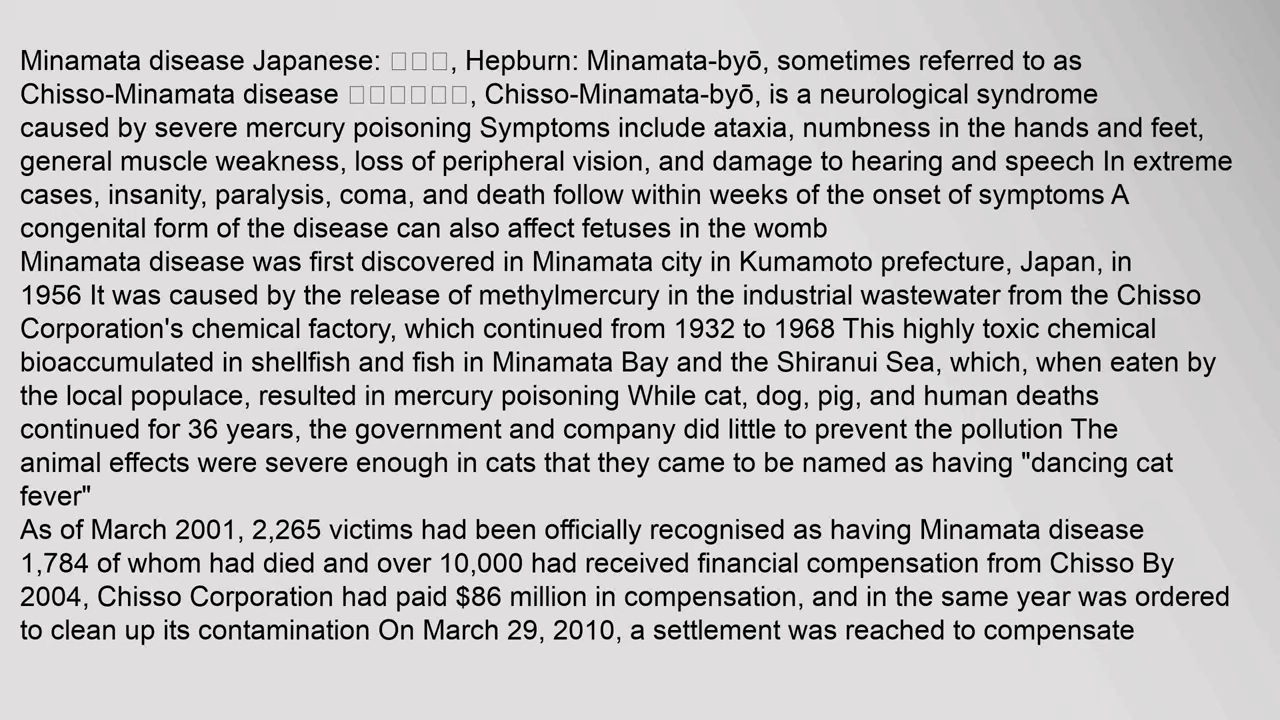 Minamata disease Japanese: □□□, Hepburn: Minamata-byō, sometimes referred to as
Chisso-Minamata disease □□□□□□, Chisso-Minamata-byō, is a neurological syndrome
caused by severe mercury poisoning Symptoms include ataxia, numbness in the hands and feet,
general muscle weakness, loss of peripheral vision, and damage to hearing and speech In extreme
cases, insanity, paralysis, coma, and death follow within weeks of the onset of symptoms A
congenital form of the disease can also affect fetuses in the womb
Minamata disease was first discovered in Minamata city in Kumamoto prefecture, Japan, in
1956 It was caused by the release of methylmercury in the industrial wastewater from the Chisso
Corporation's chemical factory, which continued from 1932 to 1968 This highly toxic chemical
bioaccumulated in shellfish and fish in Minamata Bay and the Shiranui Sea, which, when eaten by
the local populace, resulted in mercury poisoning While cat, dog, pig, and human deaths
continued for 36 years, the government and company did little to prevent the pollution The
animal effects were severe enough in cats that they came to be named as having "dancing cat
fever"
As of March 2001, 2,265 victims had been officially recognised as having Minamata disease
1,784 of whom had died and over 10,000 had received financial compensation from Chisso By
2004, Chisso Corporation had paid $86 million in compensation, and in the same year was ordered
to clean up its contamination On March 29, 2010, a settlement was reached to compensate